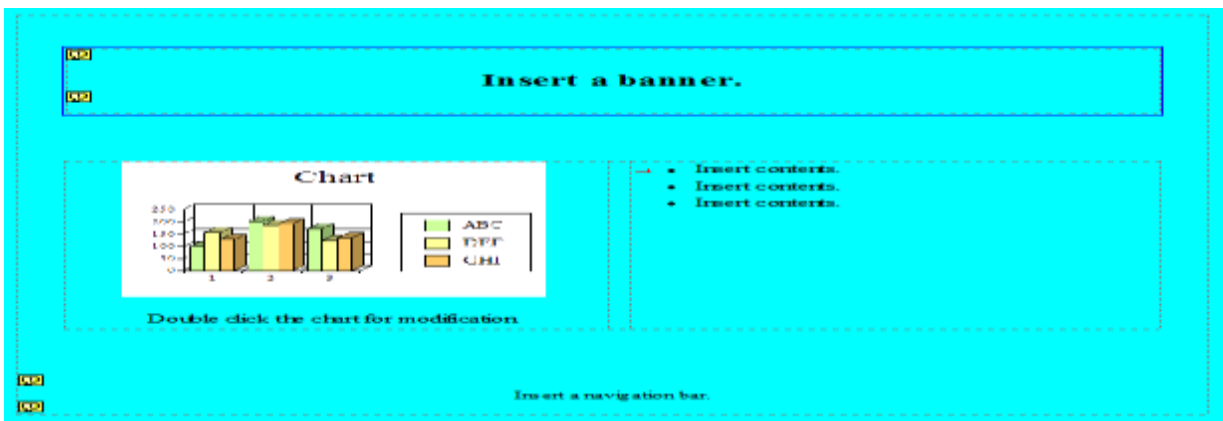 Insert a banner.
Chart
250
200
150
100
50
0
1 2 3
ABC
DEF
GHI
Double click the chart for modification
Insert contents.
Insert contents.
Insert contents.
Insert a navigation bar.